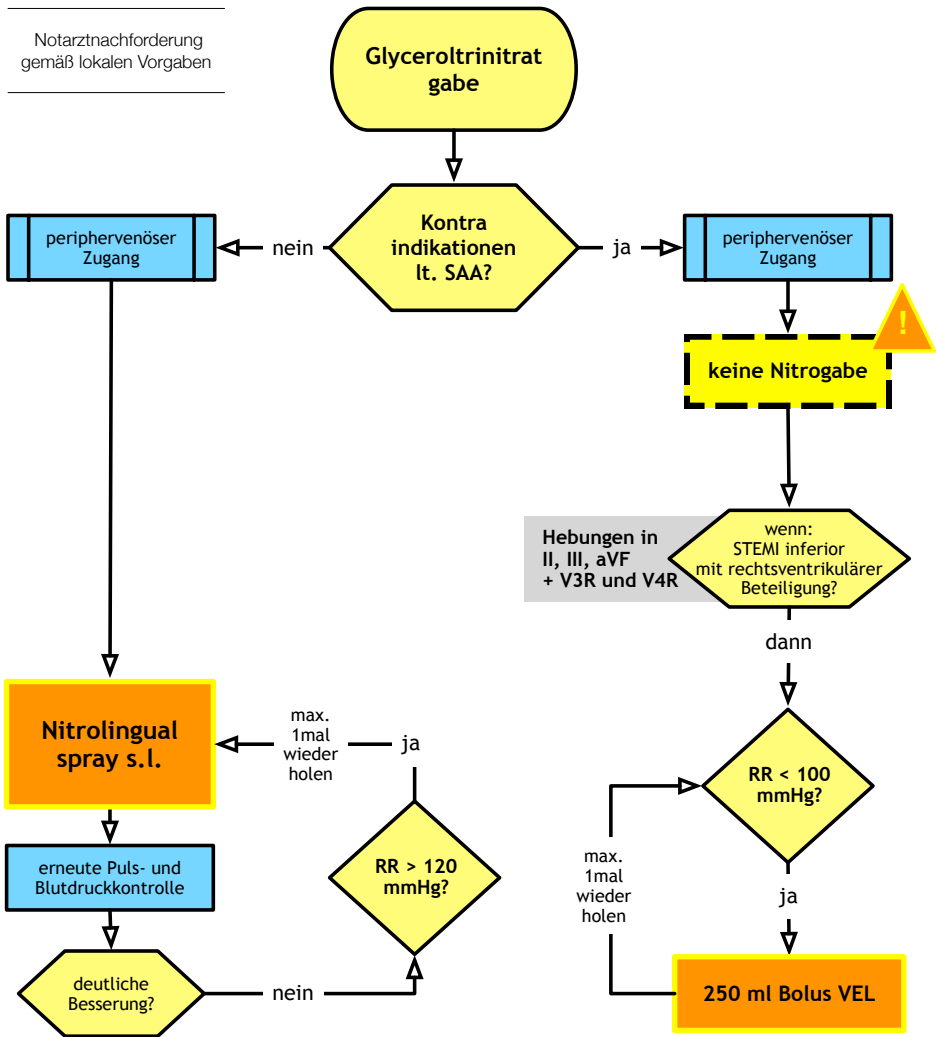 Notarztnachforderung
gemäß lokalen Vorgaben
Glyceroltrinitrat
gabe
Kontra
indikationen
lt. SAA?
nein
ja
periphervenöser
Zugang
periphervenöser
Zugang
!
keine Nitrogabe
Hebungen in
II, III, aVF
+ V3R und V4R
wenn:
STEMI inferior
mit rechtsventrikulärer
Beteiligung?
dann
Nitrolingual
spray s.l.
max.
1mal
wieder
holen
ja
RR < 100
mmHg?
erneute Puls- und
Blutdruckkontrolle
RR > 120
mmHg?
max.
1mal
wieder
holen
ja
deutliche
Besserung?
nein
250 ml Bolus VEL